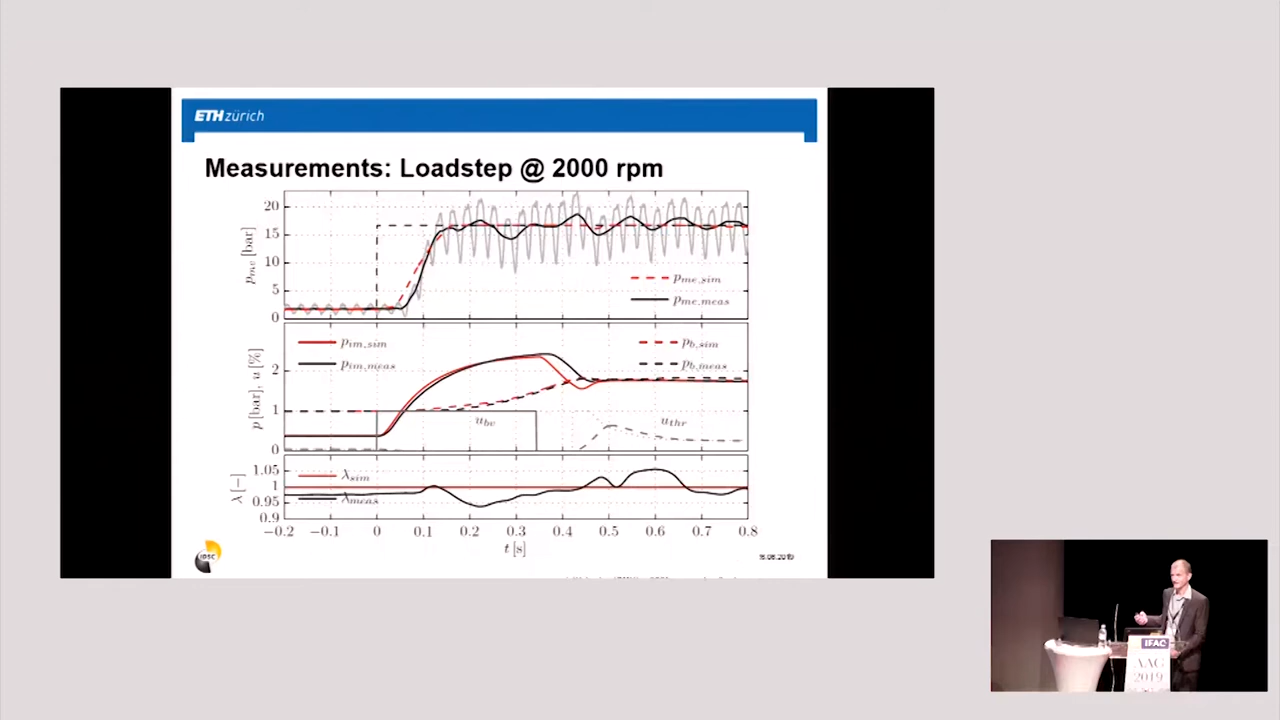 ETH zürich
Measurements: Loadstep @ 2000 rpm
20
15
10
5
0
p_me [bar]
p_me,sim
p_me,meas
p_im,sim
p_im,meas
p_b,sim
p_b,meas
2
1
0
p [bar], u [%]
u_bv
u_thr
1.05
1
0.95
0.9
λ [−]
λ_sim
λ_meas
−0.2 −0.1 0 0.1 0.2 0.3 0.4 0.5 0.6 0.7 0.8
t [s]
IDSC
IFAC
AAC
2019